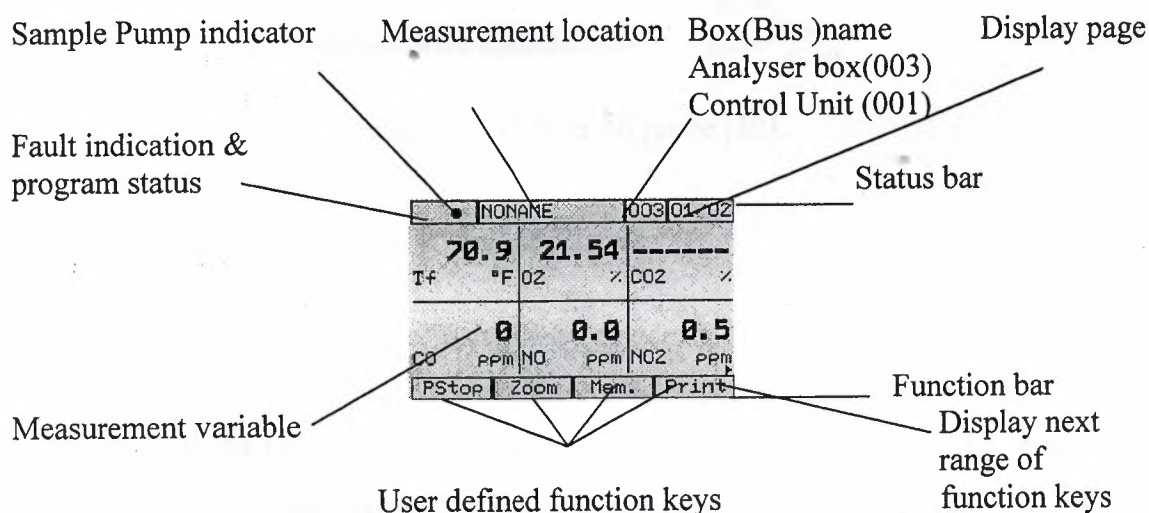 Sample Pump indicator
Measurement location
Box(Bus )name
Analyser box(003)
Control Unit (001)
Display page
Fault indication &
program status
Status bar
NONAME 003 01/02
70.9 21.54 ------
Tf °F O2 % CO2 %
0 0.0 0.5
CO ppm NO ppm NO2 ppm
PStop Zoom Mem. Print
Measurement variable
Function bar
Display next
range of
function keys
User defined function keys